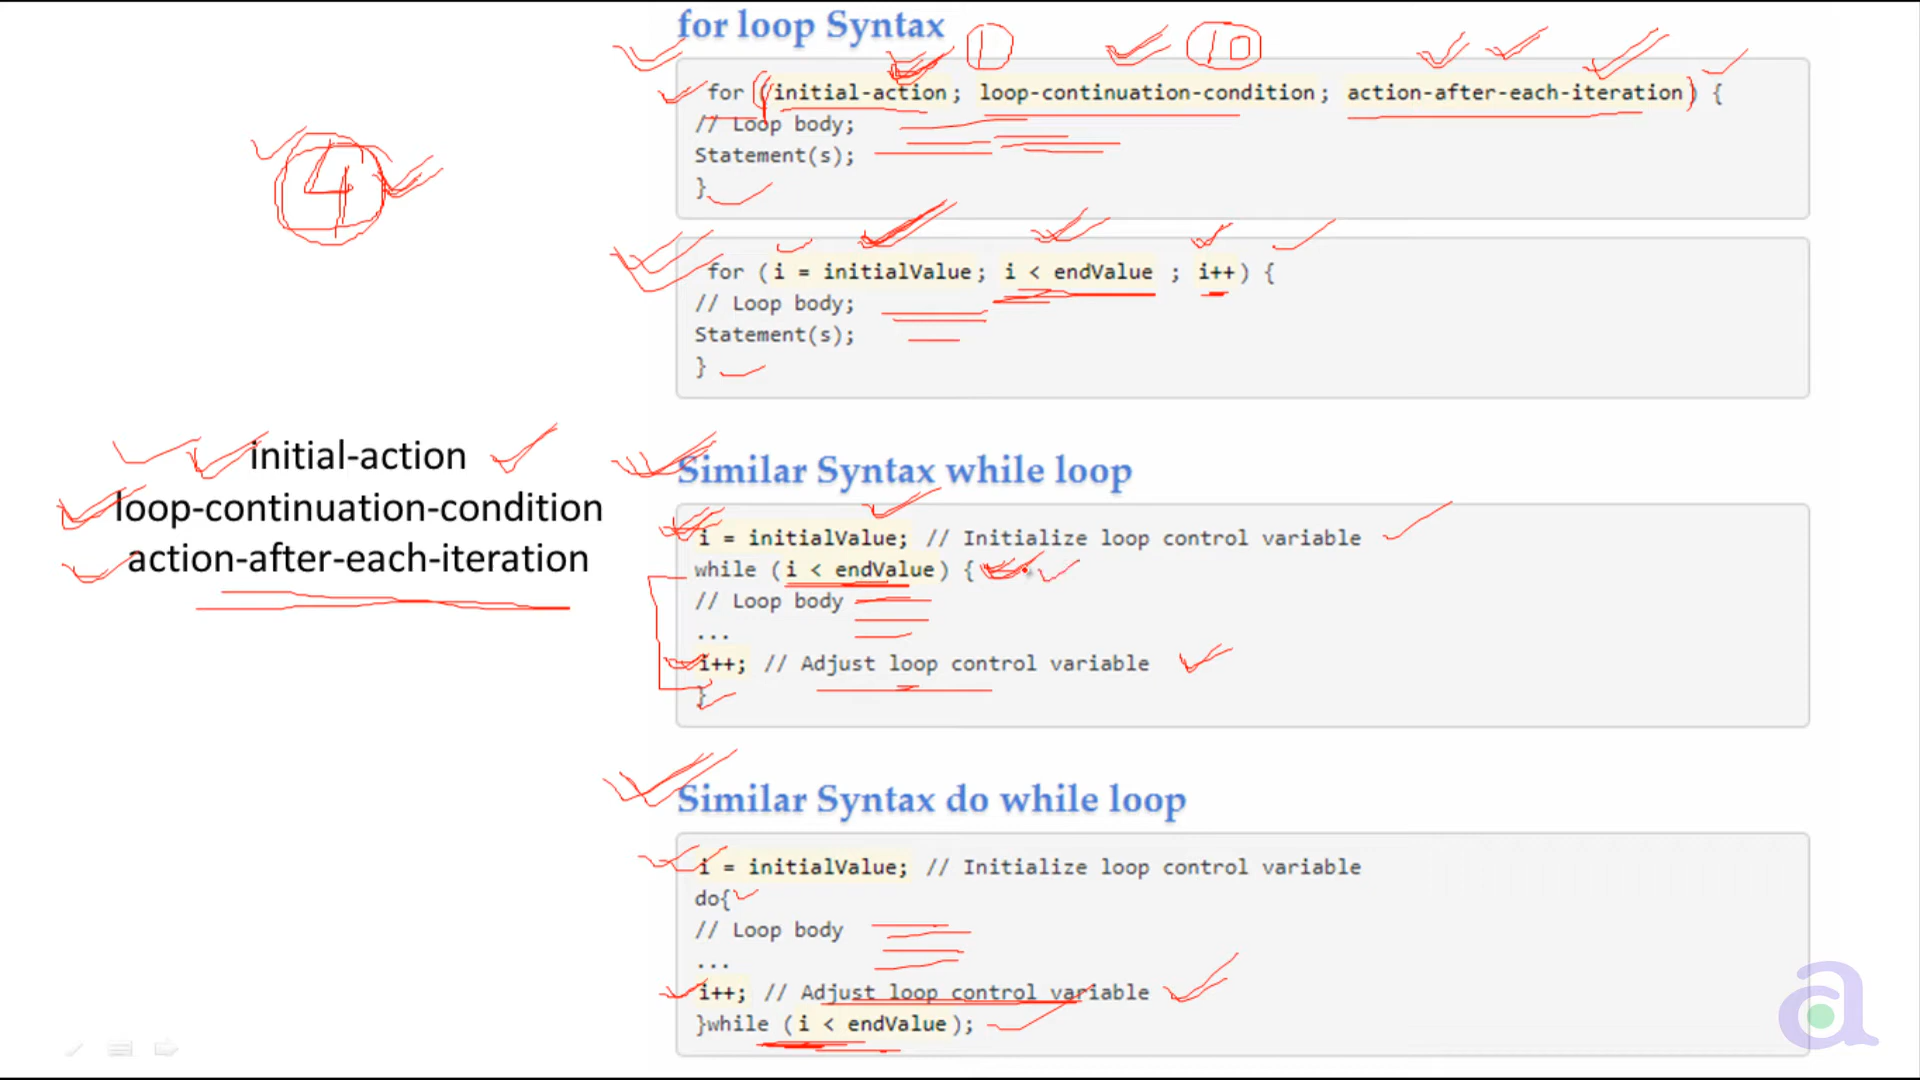 for loop Syntax
1
10
for (initial-action; loop-continuation-condition; action-after-each-iteration) {
// Loop body;
Statement(s);
}
4
for (i = initialValue; i < endValue ; i++) {
// Loop body;
Statement(s);
}
initial-action
loop-continuation-condition
action-after-each-iteration
Similar Syntax while loop
i = initialValue; // Initialize loop control variable
while (i < endValue) {
// Loop body
...
i++; // Adjust loop control variable
}
Similar Syntax do while loop
i = initialValue; // Initialize loop control variable
do{
// Loop body
...
i++; // Adjust loop control variable
}while (i < endValue);
a